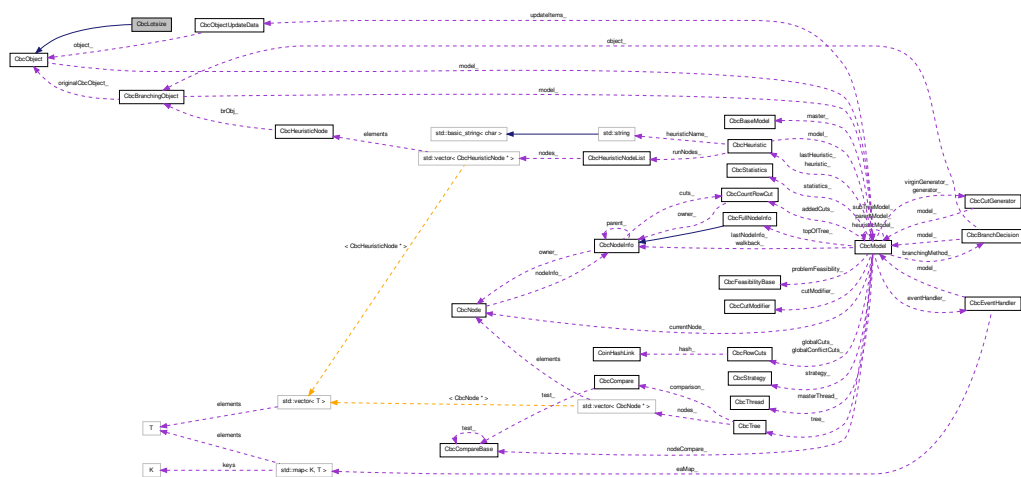 updateItems_
CbcLotsize
CbcObjectUpdateData
object_
object_
CbcObject
model_
originalCbcObject_
CbcBranchingObject
model_
brObj_
CbcHeuristicNode
elements
std::basic_string< char >
std::string
heuristicName_
CbcBaseModel
master_
model_
CbcHeuristic
std::vector< CbcHeuristicNode * >
nodes_
CbcHeuristicNodeList
runNodes_
lastHeuristic_
heuristic_
CbcStatistics
statistics_
virginGenerator_
generator_
cuts_
CbcCountRowCut
addedCuts_
subTreeModel_
parentModel_
heuristicModel_
model_
CbcCutGenerator
owner_
parent_
CbcFullNodeInfo
topOfTree_
CbcNodeInfo
lastNodeInfo_
walkback_
CbcModel
model_
CbcBranchDecision
branchingMethod_
< CbcHeuristicNode * >
owner_
nodeInfo_
problemFeasibility_
CbcFeasibilityBase
model_
cutModifier_
CbcCutModifier
eventHandler_
CbcEventHandler
CbcNode
currentNode_
elements
CoinHashLink
hash_
CbcRowCuts
globalCuts_
globalConflictCuts_
CbcCompare
comparison_
CbcStrategy
strategy_
test_
std::vector< T >
< CbcNode * >
std::vector< CbcNode * >
nodes_
CbcThread
masterThread_
CbcTree
tree_
elements
T
elements
test_
CbcCompareBase
nodeCompare_
K
keys
std::map< K, T >
eaMap_